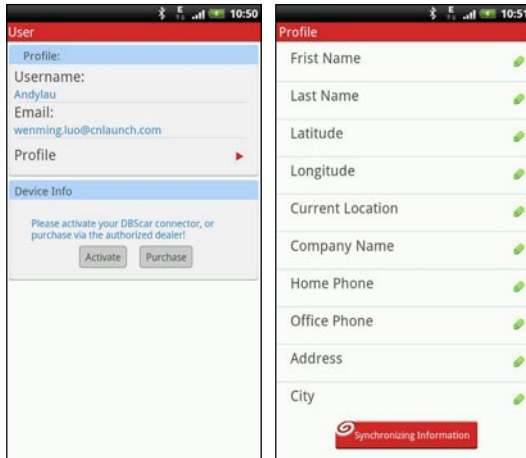 E 10:50
User
Profile:
Username:
Andylau
Email:
wenming.luo@cnlaunch.com
Profile
Device Info
Please activate your DBScar connector, or
purchase via the authorized dealer!
Activate Purchase
E 10:51
Profile
Frist Name
Last Name
Latitude
Longitude
Current Location
Company Name
Home Phone
Office Phone
Address
City
Synchronizing Information